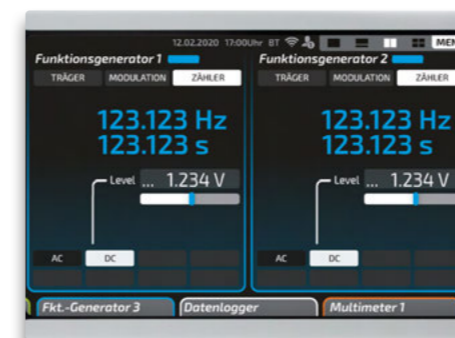 12.02.2020 17:00Uhr BT MEN
Funktionsgenerator 1
TRÄGER MODULATION ZÄHLER
123.123 Hz
123.123 s
Level ... 1.234 V
AC DC
Funktionsgenerator 2
TRÄGER MODULATION ZÄHLER
123.123 Hz
123.123 s
Level ... 1.234 V
AC DC
Fkt.-Generator 3 Datenlogger Multimeter 1